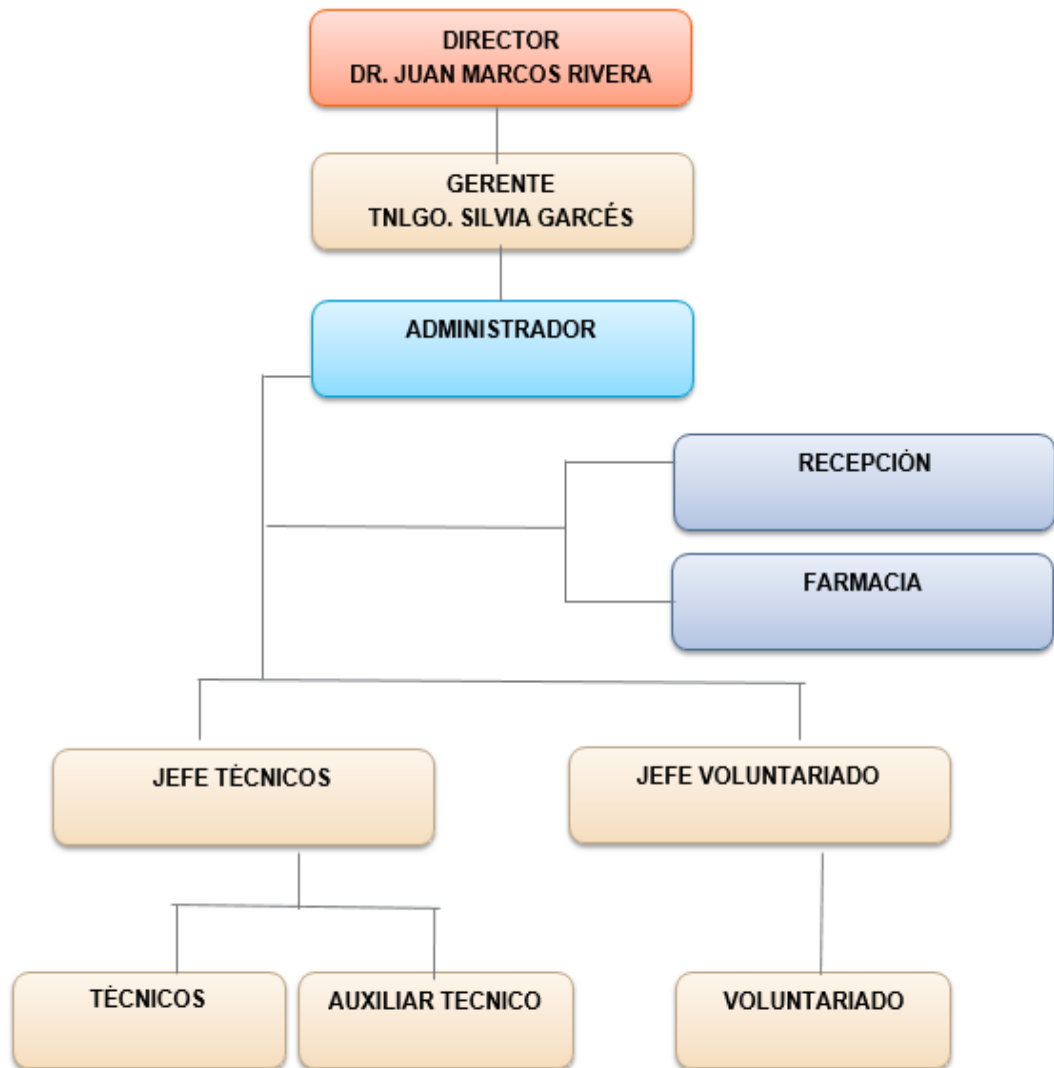 DIRECTOR
DR. JUAN MARCOS RIVERA
GERENTE
TNLGO. SILVIA GARCÉS
ADMINISTRADOR
RECEPCIÓN
FARMACIA
JEFE TÉCNICOS
JEFE VOLUNTARIADO
TÉCNICOS
AUXILIAR TECNICO
VOLUNTARIADO